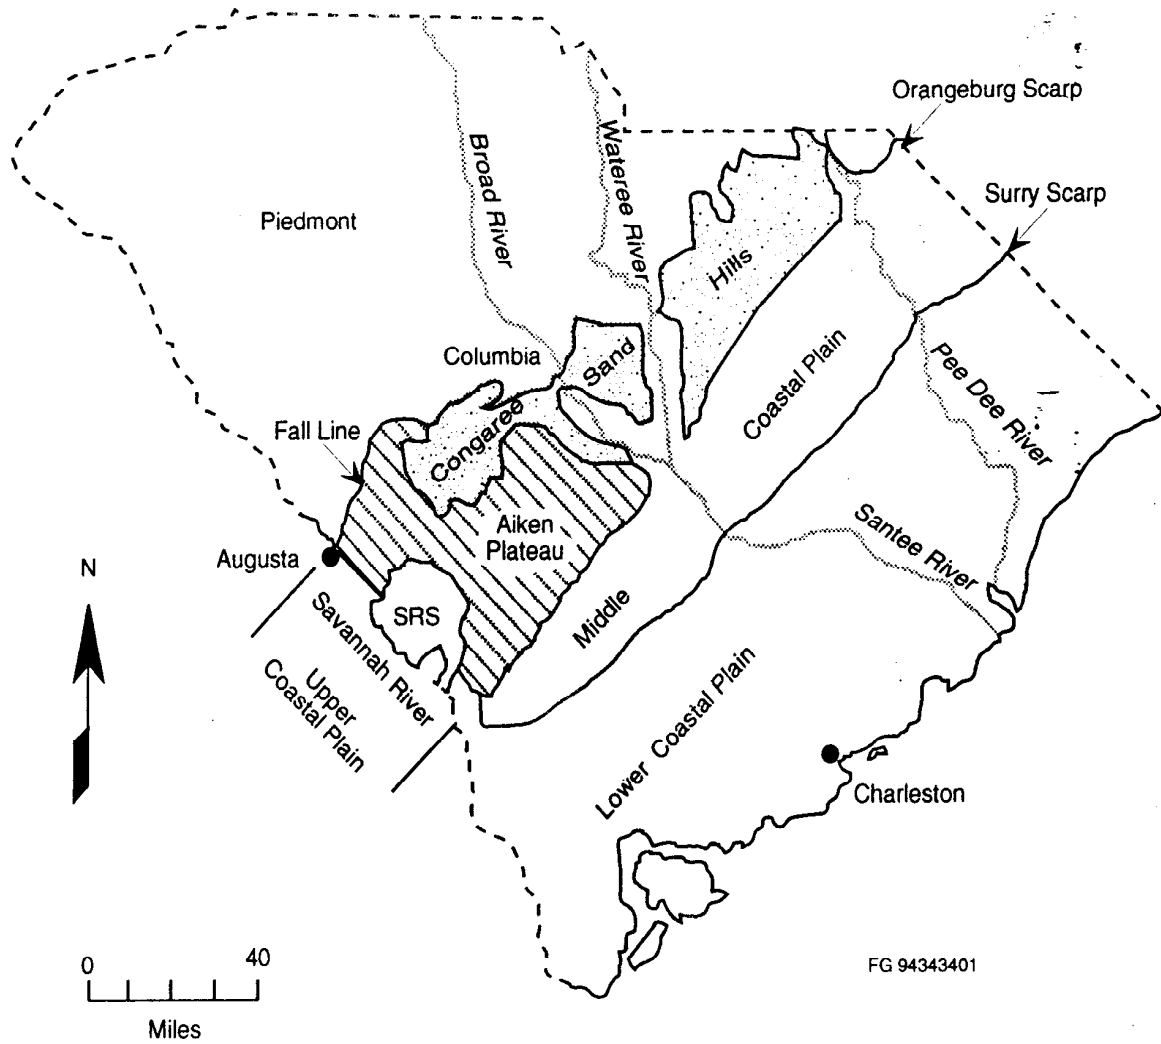 Orangeburg Scarp
Surry Scarp
Broad River
Wateree River
Piedmont
Hills
Columbia
Sand
Coastal Plain
Pee Dee River
Fall Line
Congaree
Aiken
Plateau
Santee River
Augusta
N
SRS
Middle
Savannah River
Upper
Coastal Plain
Lower Coastal Plain
Charleston
0
40
Miles
FG 94343401